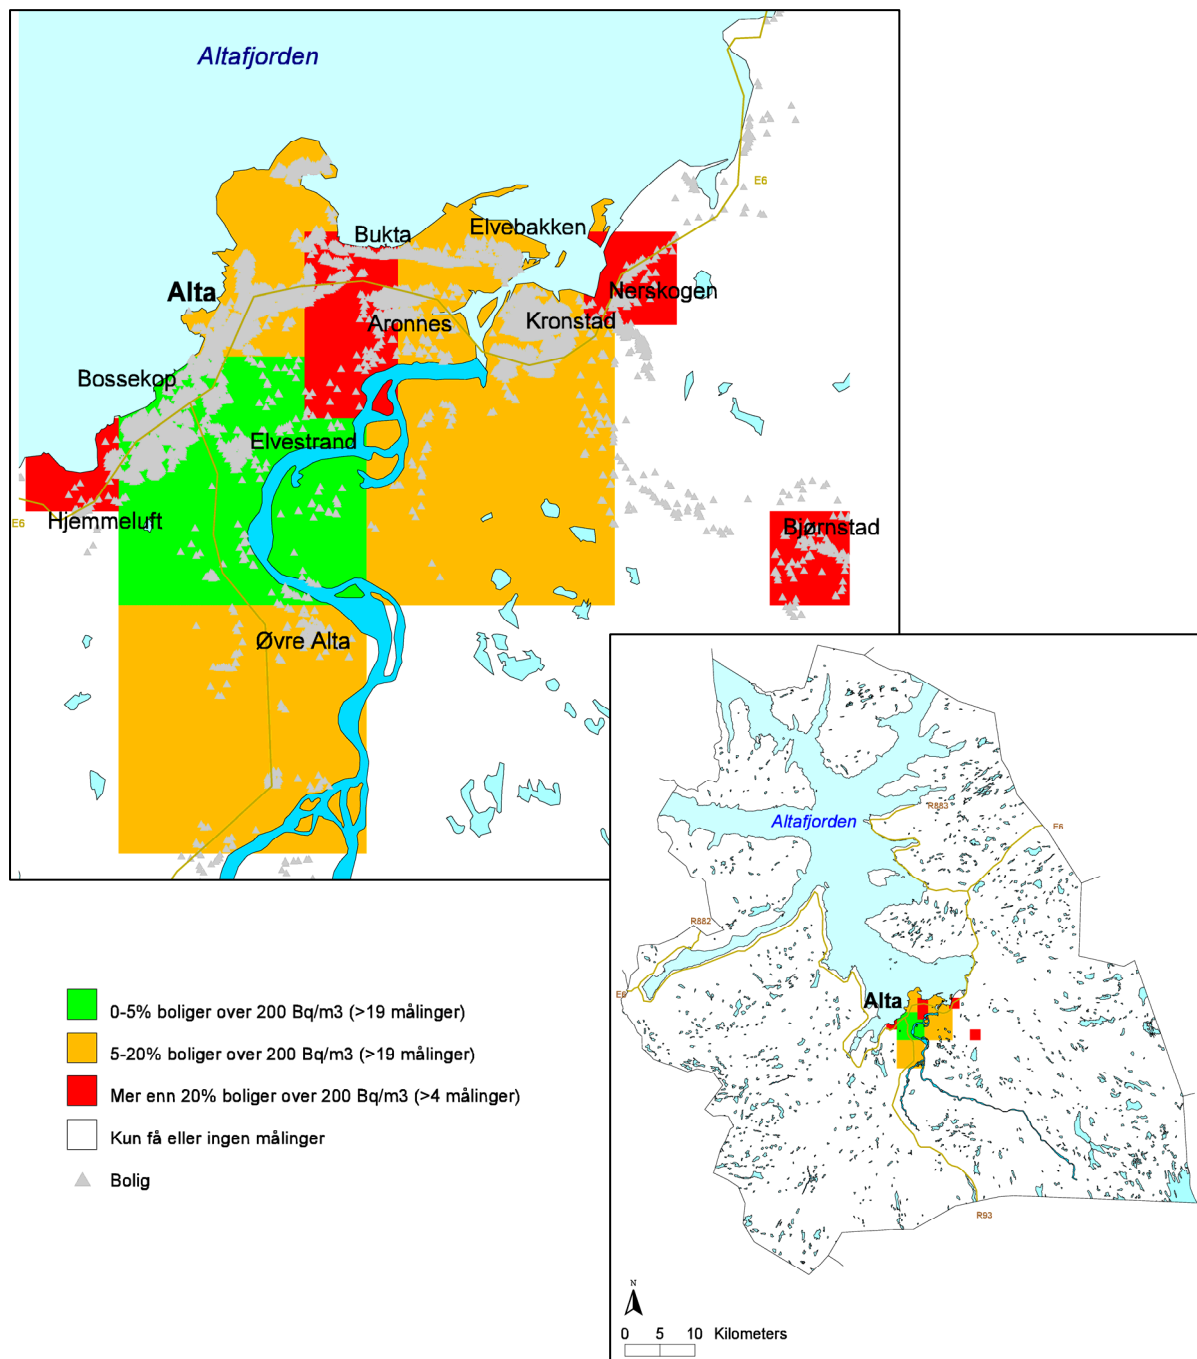 Altafjorden
E6
Bukta
Elvebakken
Alta
Nerskogen
Aronnes
Kronstad
Bossekop
Elvestrand
Hjemmeluft
E6
Bjørnstad
Øvre Alta
R883
Altafjorden
E6
R882
E6
Alta
R93
0-5% boliger over 200 Bq/m3 (>19 målinger)
5-20% boliger over 200 Bq/m3 (>19 målinger)
Mer enn 20% boliger over 200 Bq/m3 (>4 målinger)
Kun få eller ingen målinger
Bolig
N
0 5 10 Kilometers